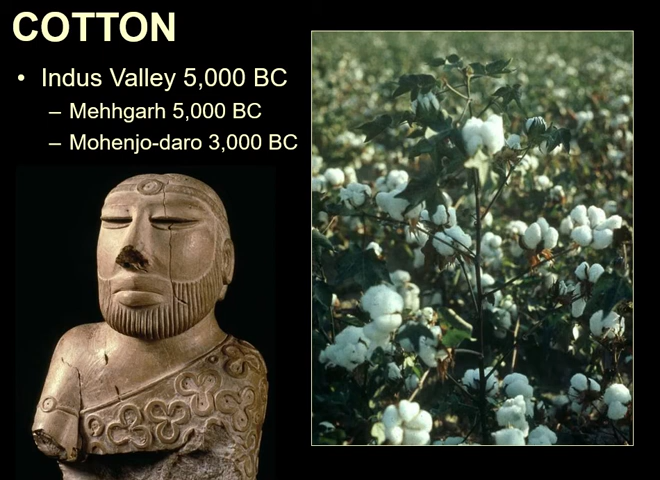 COTTON
• Indus Valley 5,000 BC
– Mehhgarh 5,000 BC
– Mohenjo-daro 3,000 BC